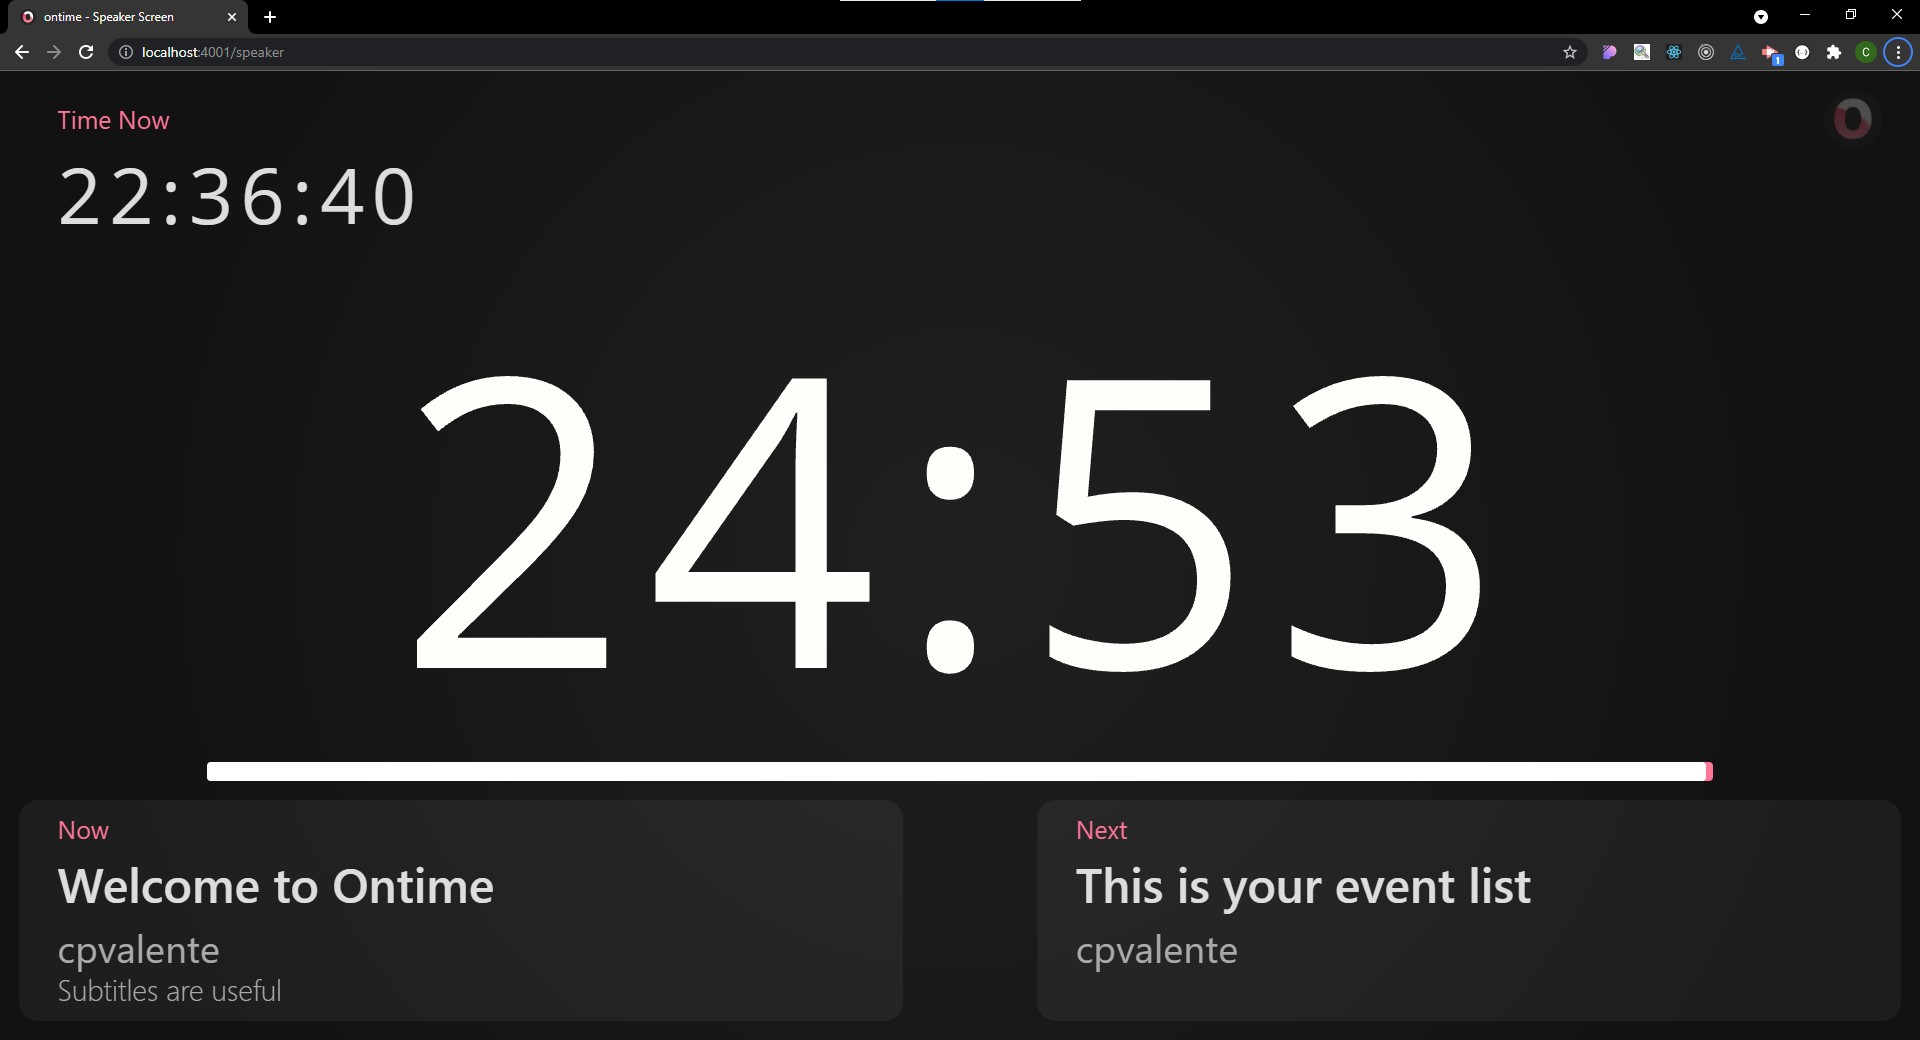 ontime - Speaker Screen
localhost:4001/speaker
1
C
Time Now
22:36:40
24:53
Now
Welcome to Ontime
cpvalente
Subtitles are useful
Next
This is your event list
cpvalente